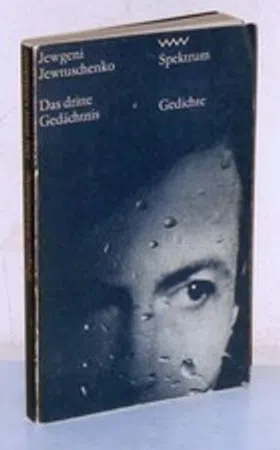 Jewgeni
Jewtuschenko
Das dritte
Gedächtnis
Spektrum
Gedichte